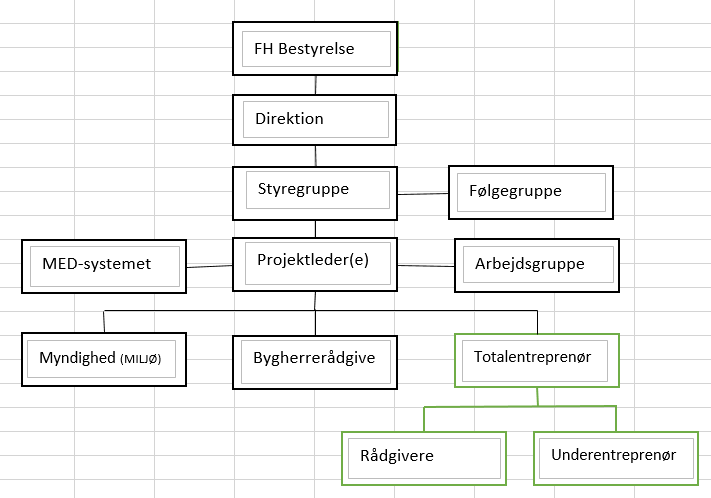 FH Bestyrelse
Direktion
Styregruppe
Følgegruppe
MED-systemet
Projektleder(e)
Arbejdsgruppe
Myndighed (MILJØ)
Bygherrerådgive
Totalentreprenør
Rådgivere
Underentreprenør